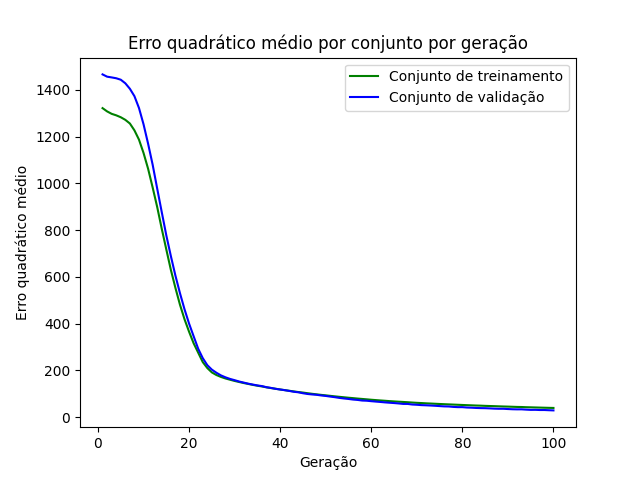 Erro quadrático médio por conjunto por geração
Conjunto de treinamento
Conjunto de validação
Erro quadrático médio
1400
1200
1000
800
600
400
200
0
0 20 40 60 80 100
Geração